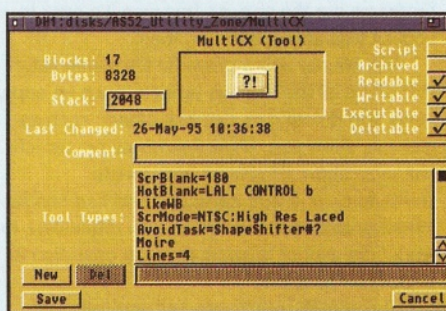 DH1:disks/AS52_Utility_Zone/MultiCX
MultiCX (Tool)
Blocks: 17
Bytes: 8328
Stack: 2048
?!
Script
Archived
Readable
Writable
Executable
Deletable
Last Changed: 26-May-95 10:36:38
Comment:
Tool Types:
ScrBlank=180
HotBlank=LALT CONTROL b
LikeWB
ScrMode=NTSC:High Res Laced
AvoidTask=ShapeShifter#?
Moire
Lines=4
New Del
Save Cancel